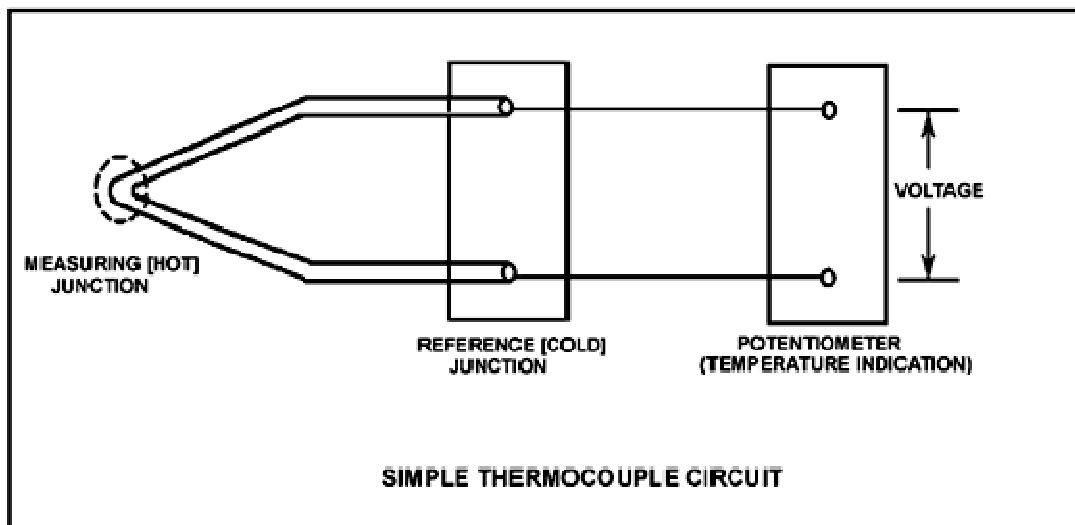 VOLTAGE
MEASURING [HOT]
JUNCTION
REFERENCE [COLD]
JUNCTION
POTENTIOMETER
(TEMPERATURE INDICATION)
SIMPLE THERMOCOUPLE CIRCUIT